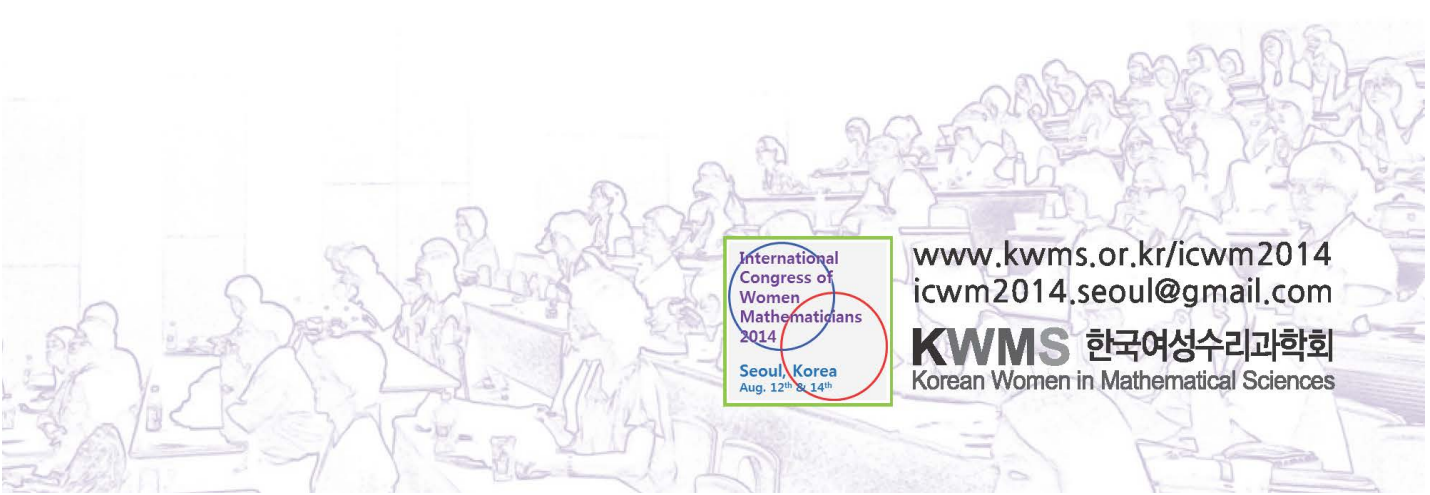 International
Congress of
Women
Mathematicians
2014
Seoul, Korea
Aug. 12th & 14th
www.kwms.or.kr/icwm2014
icwm2014.seoul@gmail.com
KWMS 한국여성수리과학회
Korean Women in Mathematical Sciences